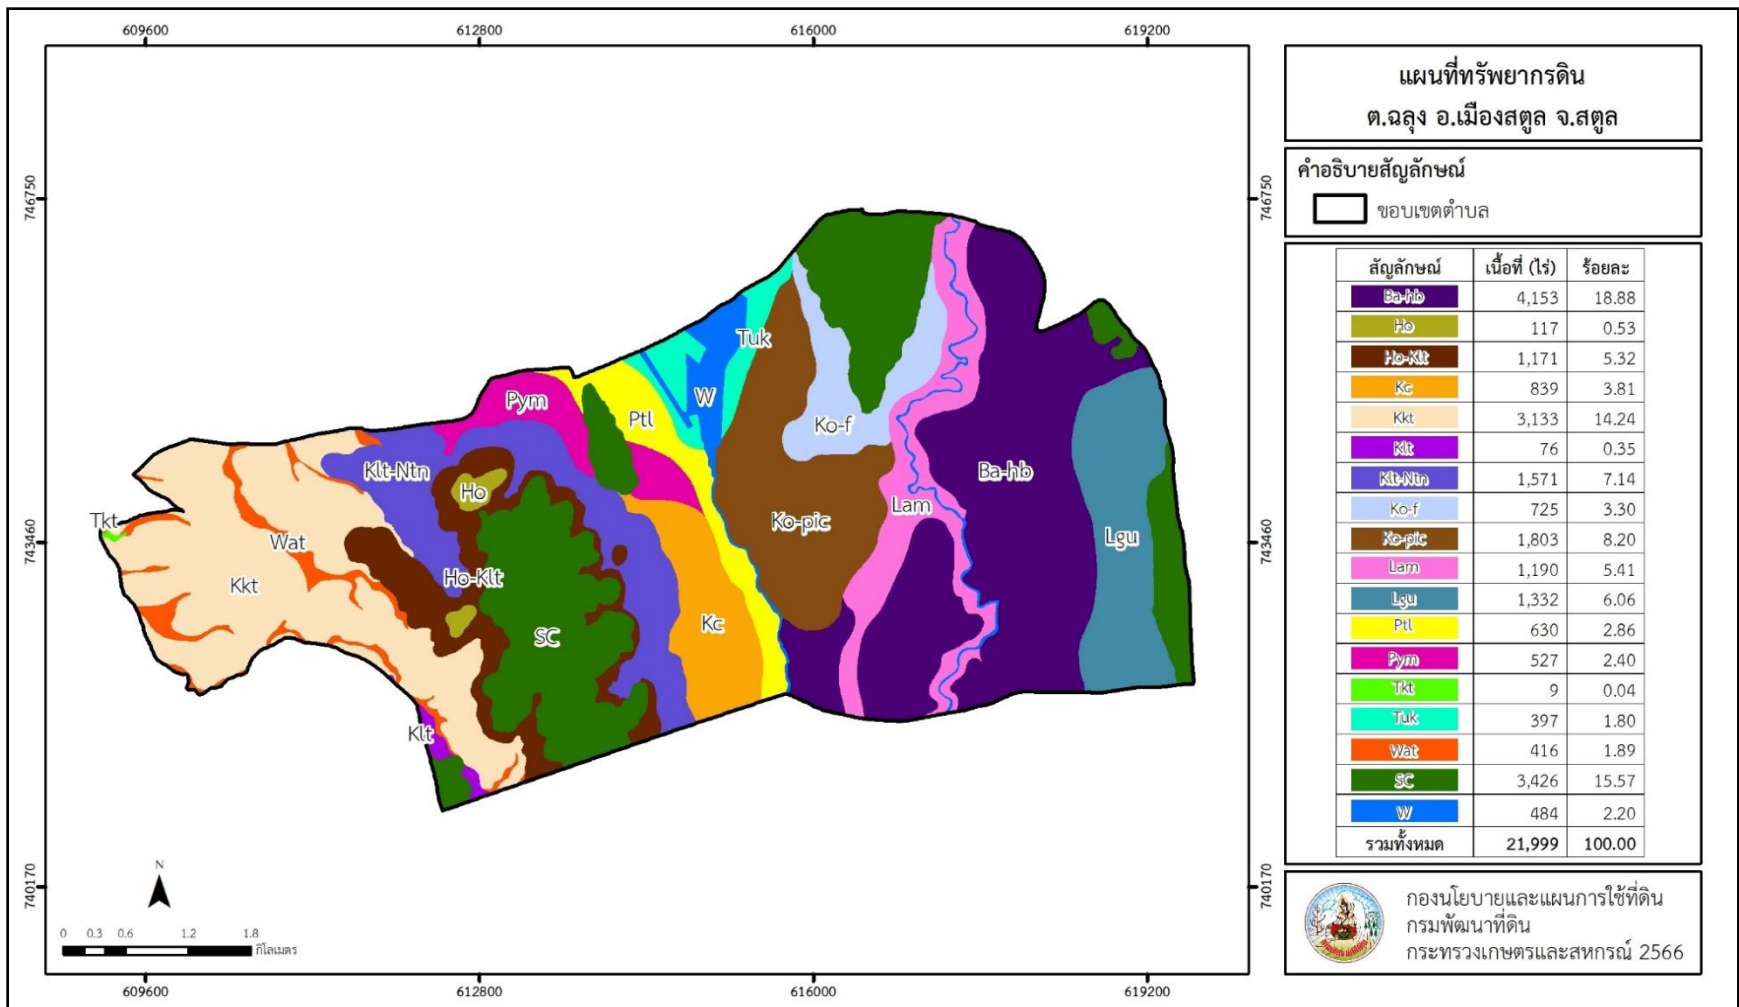 609600 612800 616000 619200
746750 746750
743460 743460
740170 740170
Tuk
W
Pym
Ptl
Ko-f
Klt-Ntn
Ho
Ba-hb
Lam
Tkt
Wat
Ko-pic
Lgu
Kkt
Ho-Klt
Kc
SC
Klt
N
0 0.3 0.6 1.2 1.8
กิโลเมตร
609600 612800 616000 619200
แผนที่ทรัพยากรดิน
ต.ฉลุง อ.เมืองสตูล จ.สตูล
คำอธิบายสัญลักษณ์
ขอบเขตตำบล
สัญลักษณ์ เนื้อที่ (ไร่) ร้อยละ
Ba-hb 4,153 18.88
Ho 117 0.53
Ho-Klt 1,171 5.32
Kc 839 3.81
Kkt 3,133 14.24
Klt 76 0.35
Klt-Ntn 1,571 7.14
Ko-f 725 3.30
Ko-pic 1,803 8.20
Lam 1,190 5.41
Lgu 1,332 6.06
Ptl 630 2.86
Pym 527 2.40
Tkt 9 0.04
Tuk 397 1.80
Wat 416 1.89
SC 3,426 15.57
W 484 2.20
รวมทั้งหมด 21,999 100.00
กองนโยบายและแผนการใช้ที่ดิน
กรมพัฒนาที่ดิน
กระทรวงเกษตรและสหกรณ์ 2566